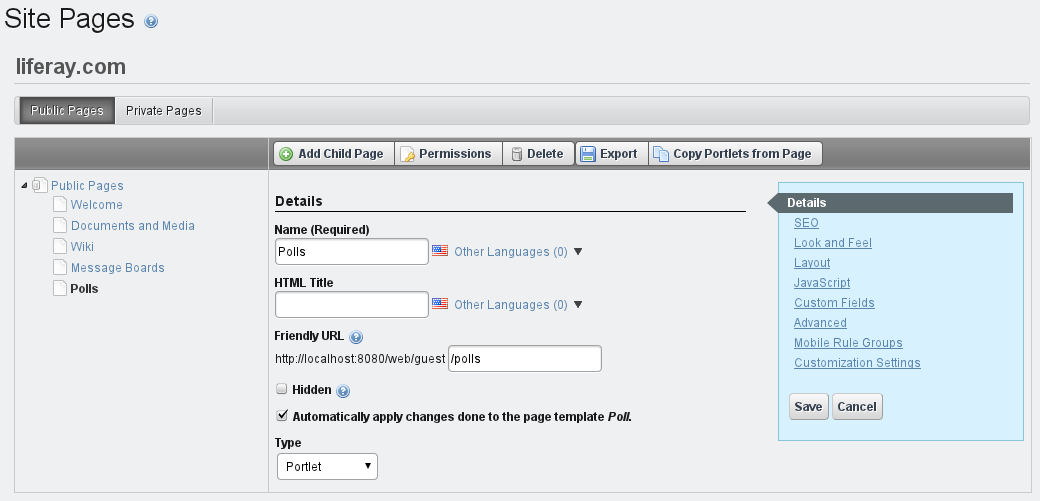 Site Pages
liferay.com
Public Pages Private Pages
Add Child Page Permissions Delete Export Copy Portlets from Page
Public Pages
Welcome
Documents and Media
Wiki
Message Boards
Polls
Details
Name (Required)
Polls Other Languages (0)
HTML Title
Other Languages (0)
Friendly URL
http://localhost:8080/web/guest /polls
Hidden
Automatically apply changes done to the page template Poll.
Type
Portlet
Details
SEO
Look and Feel
Layout
JavaScript
Custom Fields
Advanced
Mobile Rule Groups
Customization Settings
Save Cancel